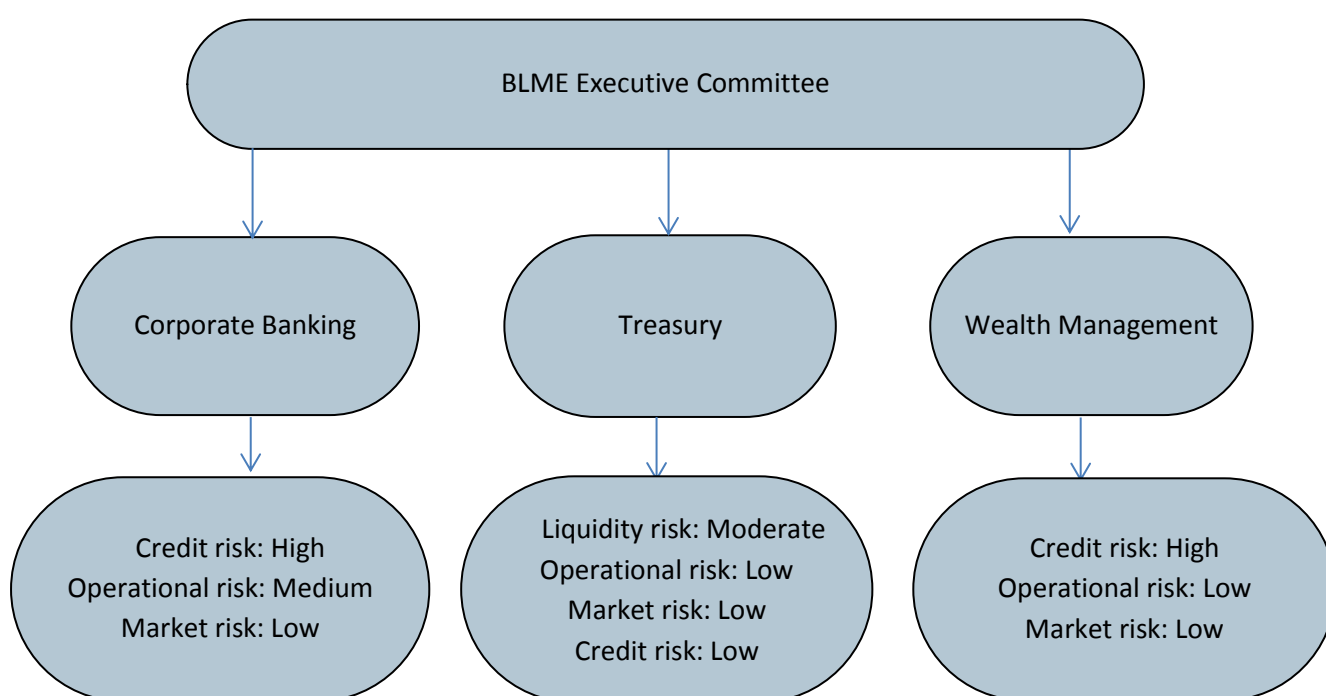 BLME Executive Committee
Corporate Banking
Treasury
Wealth Management
Credit risk: High
Operational risk: Medium
Market risk: Low
Liquidity risk: Moderate
Operational risk: Low
Market risk: Low
Credit risk: Low
Credit risk: High
Operational risk: Low
Market risk: Low